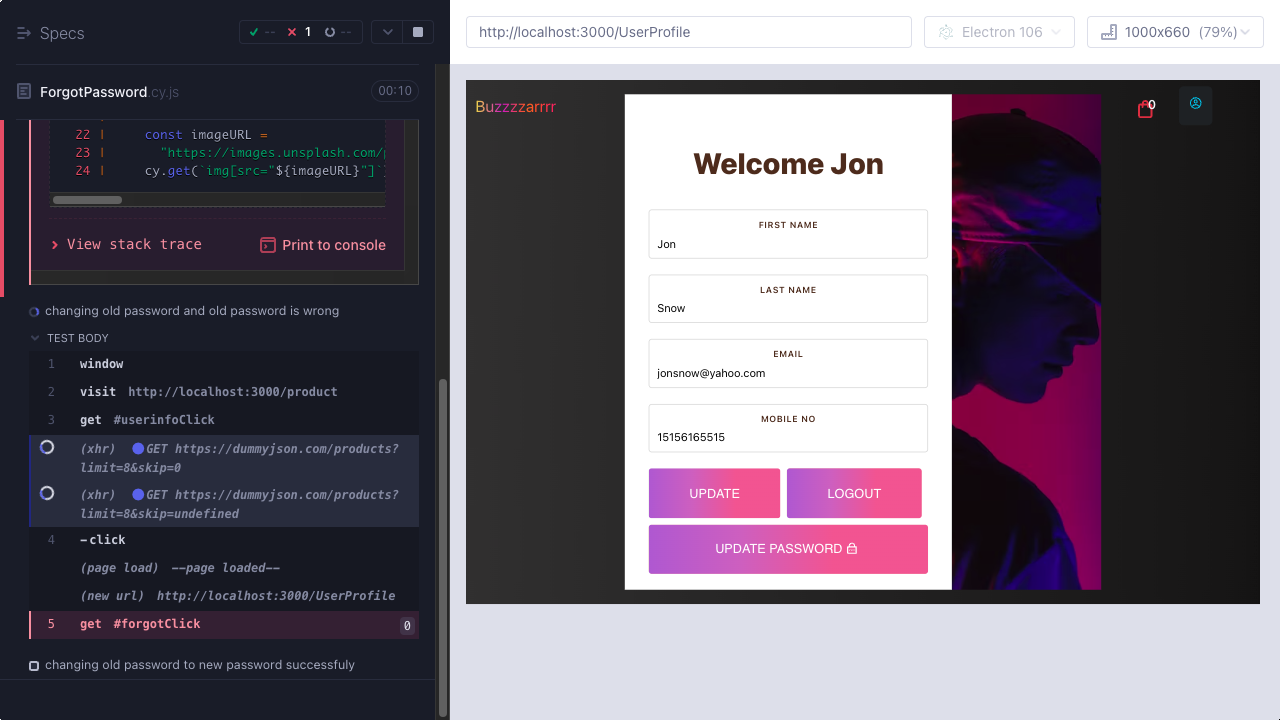 Specs
-- 1 --
ForgotPassword.cy.js
00:10
22 | const imageURL =
23 | "https://images.unsplash.com/
24 | cy.get(`img[src="${imageURL}"]`
View stack trace
Print to console
changing old password and old password is wrong
TEST BODY
1 window
2 visit http://localhost:3000/product
3 get #userinfoClick
(xhr) GET https://dummyjson.com/products?
limit=8&skip=0
(xhr) GET https://dummyjson.com/products?
limit=8&skip=undefined
4 -click
(page load) --page loaded--
(new url) http://localhost:3000/UserProfile
5 get #forgotClick 0
changing old password to new password successfuly
http://localhost:3000/UserProfile
Electron 106
1000x660 (79%)
Buzzzzarrrr
0
Welcome Jon
FIRST NAME
Jon
LAST NAME
Snow
EMAIL
jonsnow@yahoo.com
MOBILE NO
15156165515
UPDATE
LOGOUT
UPDATE PASSWORD